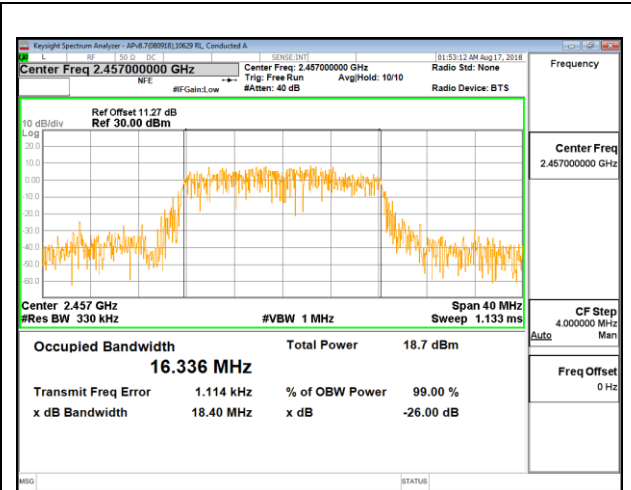 Keysight Spectrum Analyzer - APv8.7(080918),10629 RL, Conducted A
L RF 50 Ω DC SENSE:INT 01:53:12 AM Aug 17, 2018
Center Freq 2.457000000 GHz Center Freq: 2.457000000 GHz Radio Std: None
NFE Trig: Free Run Avg|Hold: 10/10
#IFGain:Low #Atten: 40 dB Radio Device: BTS
Ref Offset 11.27 dB
10 dB/div Ref 30.00 dBm
Log
20.0
10.0
0.00
-10.0
-20.0
-30.0
-40.0
-50.0
-60.0
Center 2.457 GHz Span 40 MHz
#Res BW 330 kHz #VBW 1 MHz Sweep 1.133 ms
Occupied Bandwidth Total Power 18.7 dBm
16.336 MHz
Transmit Freq Error 1.114 kHz % of OBW Power 99.00 %
x dB Bandwidth 18.40 MHz x dB -26.00 dB
MSG STATUS
Frequency
Center Freq
2.457000000 GHz
CF Step
4.000000 MHz
Auto Man
Freq Offset
0 Hz